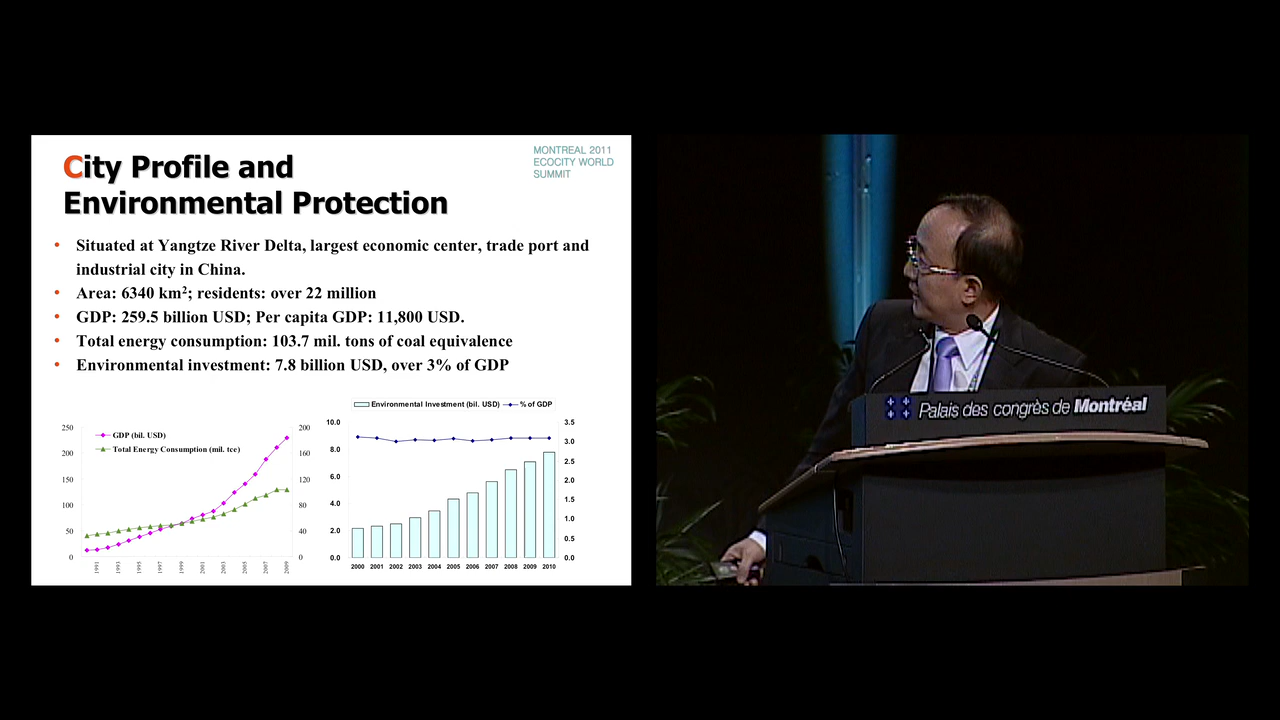 City Profile and
Environmental Protection
MONTREAL 2011
ECOCITY WORLD
SUMMIT
• Situated at Yangtze River Delta, largest economic center, trade port and
industrial city in China.
• Area: 6340 km²; residents: over 22 million
• GDP: 259.5 billion USD; Per capita GDP: 11,800 USD.
• Total energy consumption: 103.7 mil. tons of coal equivalence
• Environmental investment: 7.8 billion USD, over 3% of GDP
GDP (bil. USD)
Total Energy Consumption (mil. tce)
250
200
150
100
50
0
200
160
120
80
40
0
1991 1993 1995 1997 1999 2001 2003 2005 2007 2009
Environmental Investment (bil. USD) % of GDP
10.0
8.0
6.0
4.0
2.0
0.0
3.5
3.0
2.5
2.0
1.5
1.0
0.5
0.0
2000 2001 2002 2003 2004 2005 2006 2007 2008 2009 2010
Palais des congrès de Montréal